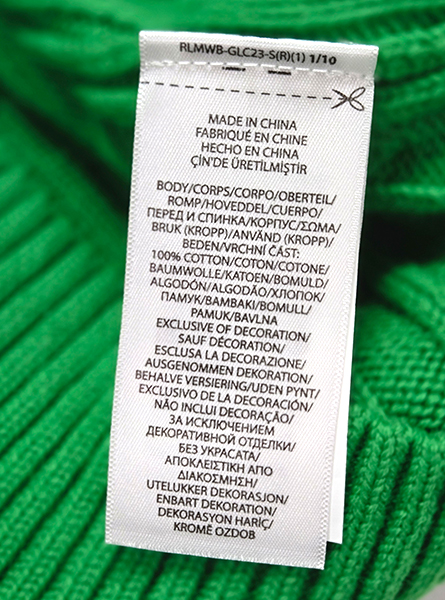 RLMWB-GLC23-S(R)(1) 1/10
MADE IN CHINA
FABRIQUÉ EN CHINE
HECHO EN CHINA
ÇİN'DE ÜRETİLMİŞTİR
BODY/CORPS/CORPO/OBERTEIL/
ROMP/HOVEDDEL/CUERPO/
ПЕРЕД И СПИНКА/КОРПУС/ΣΩΜΑ/
BRUK (KROPP)/ANVÄND (KROPP)/
BEDEN/VRCHNÍ ČÁST:
100% COTTON/COTON/COTONE/
BAUMWOLLE/KATOEN/BOMULD/
ALGODÓN/ALGODÃO/ХЛОПОК/
ПАМУК/ΒΑΜΒΑΚΙ/BOMULL/
PAMUK/BAVLNA
EXCLUSIVE OF DECORATION/
SAUF DÉCORATION/
ESCLUSA LA DECORAZIONE/
AUSGENOMMEN DEKORATION/
BEHALVE VERSIERING/UDEN PYNT/
EXCLUSIVO DE LA DECORACIÓN/
NÃO INCLUI DECORAÇÃO/
ЗА ИСКЛЮЧЕНИЕМ
ДЕКОРАТИВНОЙ ОТДЕЛКИ/
БЕЗ УКРАСАТА/
ΑΠΟΚΛΕΙΣΤΙΚΗ ΑΠΟ
ΔΙΑΚΟΣΜΗΣΗ/
UTELUKKER DEKORASJON/
ENBART DEKORATION/
DEKORASYON HARİÇ/
KROMĚ OZDOB